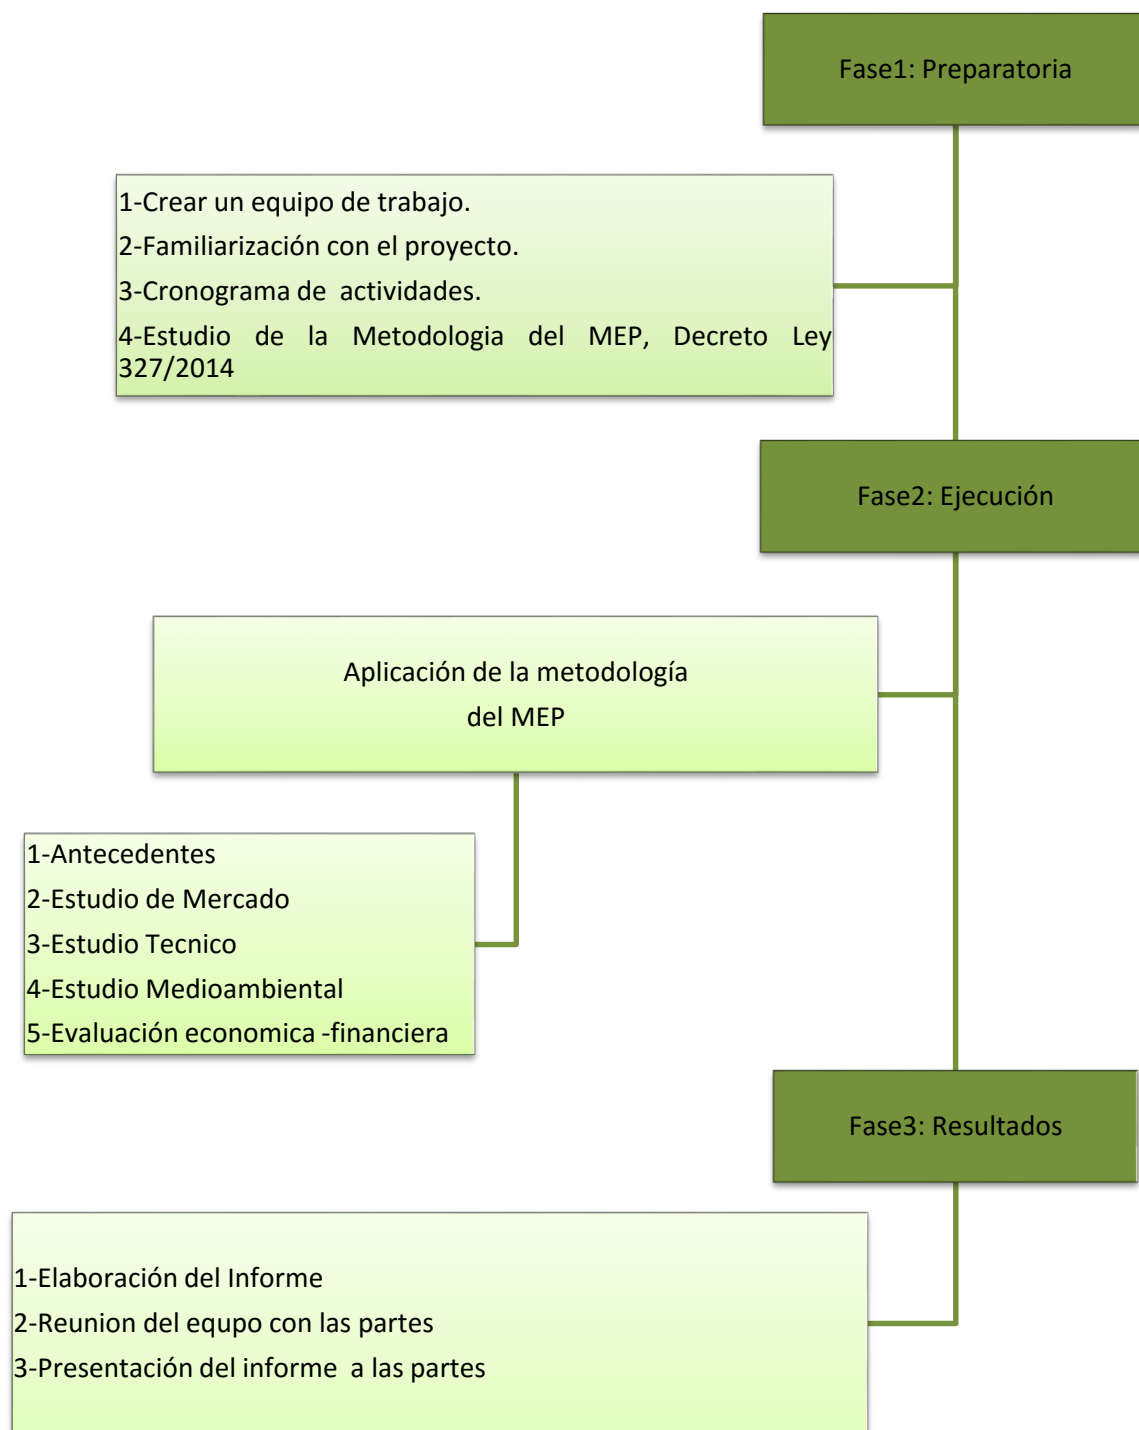 Fase1: Preparatoria
1-Crear un equipo de trabajo.
2-Familiarización con el proyecto.
3-Cronograma de  actividades.
4-Estudio de la Metodologia del MEP, Decreto Ley
327/2014
Fase2: Ejecución
Aplicación de la metodología
del MEP
1-Antecedentes
2-Estudio de Mercado
3-Estudio Tecnico
4-Estudio Medioambiental
5-Evaluación economica -financiera
Fase3: Resultados
1-Elaboración del Informe
2-Reunion del equpo con las partes
3-Presentación del informe  a las partes